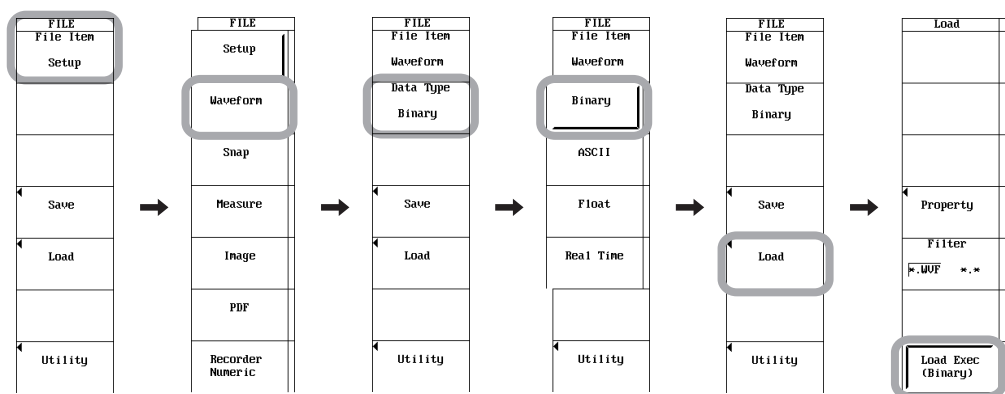 FILE
File Item
Setup
Save
Load
Utility
FILE
Setup
Waveform
Snap
Measure
Image
PDF
Recorder
Numeric
FILE
File Item
Waveform
Data Type
Binary
Save
Load
Utility
FILE
File Item
Waveform
Binary
ASCII
Float
Real Time
Utility
FILE
File Item
Waveform
Data Type
Binary
Save
Load
Utility
Load
Property
Filter
*.WVF *.*
Load Exec
(Binary)